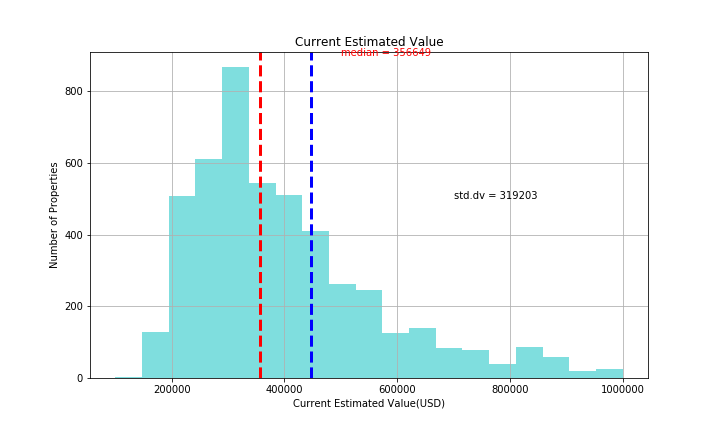 Current Estimated Value
median = 356649
std.dv = 319203
Number of Properties
800
600
400
200
0
200000
400000
600000
800000
1000000
Current Estimated Value(USD)